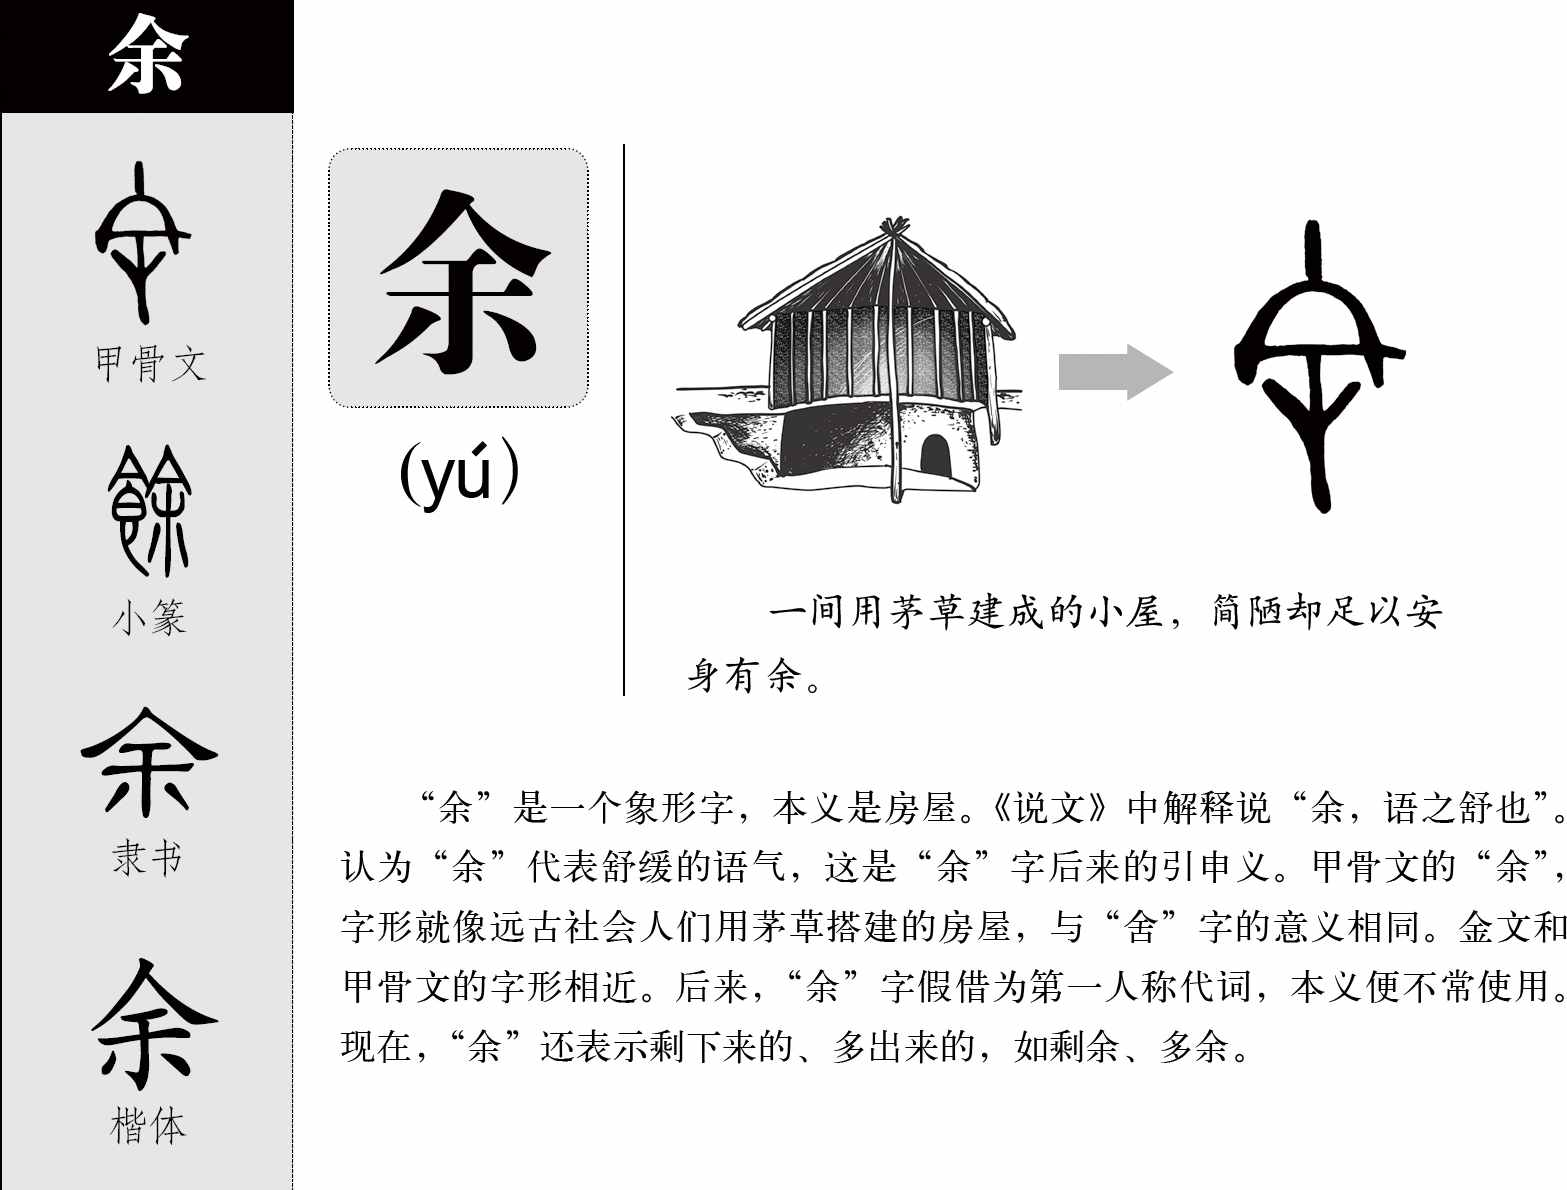 余
甲骨文
小篆
隶书
楷体
余
(yú)
一间用茅草建成的小屋，简陋却足以安
身有余。
“余”是一个象形字，本义是房屋。《说文》中解释说“余，语之舒也”。
认为“余”代表舒缓的语气，这是“余”字后来的引申义。甲骨文的“余”，
字形就像远古社会人们用茅草搭建的房屋，与“舍”字的意义相同。金文和
甲骨文的字形相近。后来，“余”字假借为第一人称代词，本义便不常使用。
现在，“余”还表示剩下来的、多出来的，如剩余、多余。